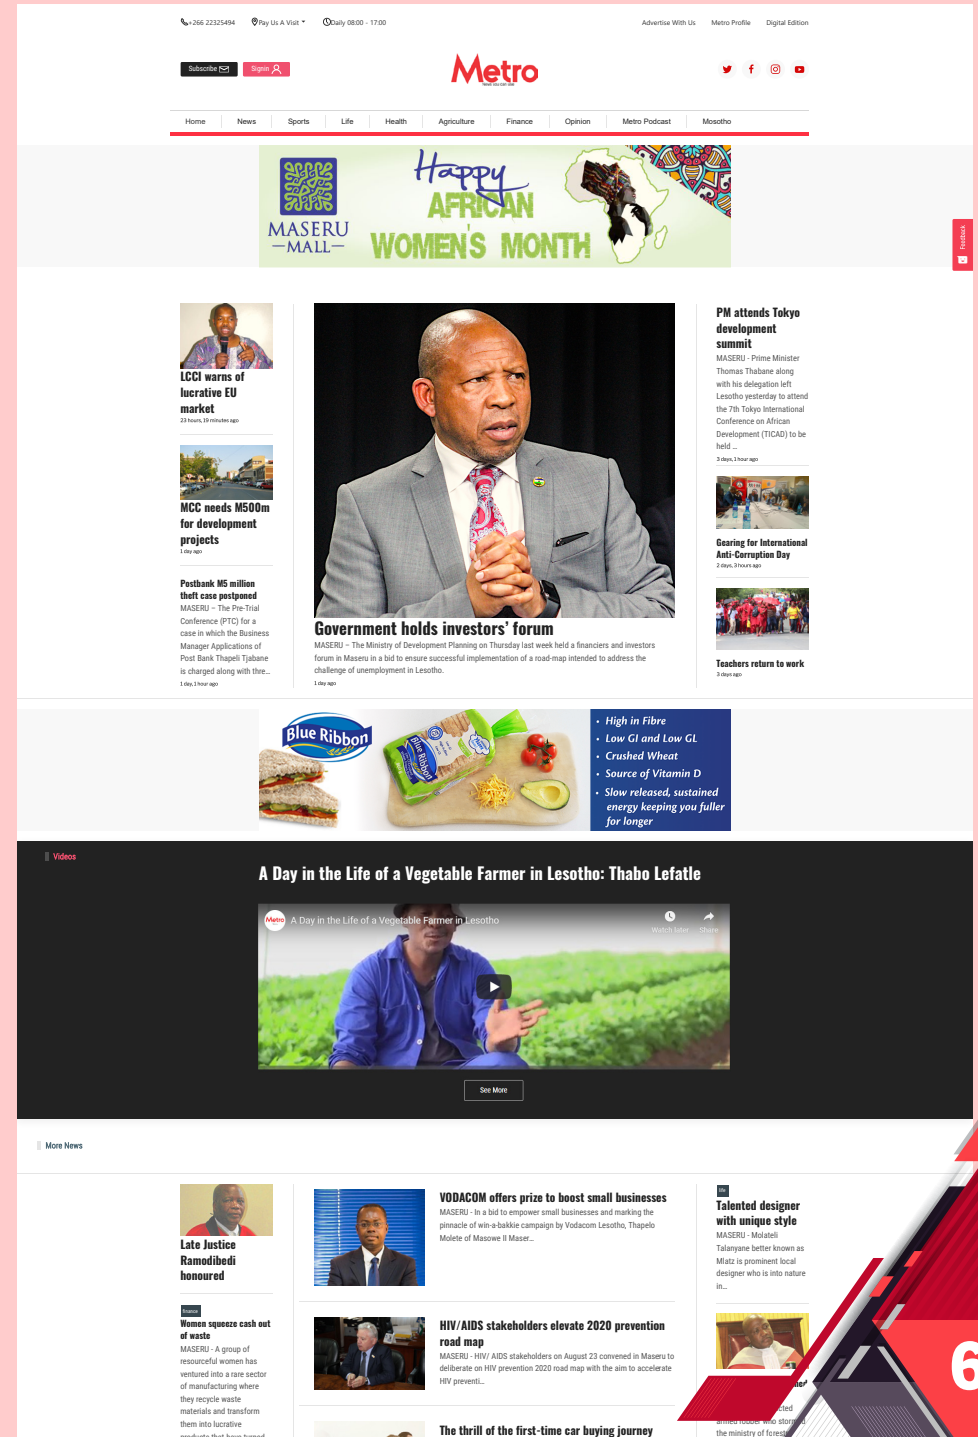 +266 22325494
Pay Us A Visit
Daily 08:00 - 17:00
Advertise With Us
Metro Profile
Digital Edition
Subscribe
Signin
Metro
Home
News
Sports
Life
Health
Agriculture
Finance
Opinion
Metro Podcast
Mosotho
MASERU
—MALL—
Happy
AFRICAN
WOMEN'S MONTH
Feedback
LCCI warns of
lucrative EU
market
23 hours, 19 minutes ago
MCC needs M500m
for development
projects
1 day ago
Postbank M5 million
theft case postponed
MASERU – The Pre-Trial
Conference (PTC) for a
case in which the Business
Manager Applications of
Post Bank Thapeli Tjabane
is charged along with thre...
1 day, 1 hour ago
Government holds investors' forum
MASERU – The Ministry of Development Planning on Thursday last week held a financiers and investors
forum in Maseru in a bid to ensure successful implementation of a road-map intended to address the
challenge of unemployment in Lesotho.
1 day ago
PM attends Tokyo
development
summit
MASERU - Prime Minister
Thomas Thabane along
with his delegation left
Lesotho yesterday to attend
the 7th Tokyo International
Conference on African
Development (TICAD) to be
held ...
3 days, 1 hour ago
Gearing for International
Anti-Corruption Day
2 days, 3 hours ago
Teachers return to work
3 days ago
Blue Ribbon
Blue Ribbon
• High in Fibre
• Low GI and Low GL
• Crushed Wheat
• Source of Vitamin D
• Slow released, sustained
energy keeping you fuller
for longer
Videos
A Day in the Life of a Vegetable Farmer in Lesotho: Thabo Lefatle
Metro
A Day in the Life of a Vegetable Farmer in Lesotho
Watch later
Share
See More
More News
Late Justice
Ramodibedi
honoured
finance
Women squeeze cash out
of waste
MASERU - A group of
resourceful women has
ventured into a rare sector
of manufacturing where
they recycle waste
materials and transform
them into lucrative
products that have turned
VODACOM offers prize to boost small businesses
MASERU - In a bid to empower small businesses and marking the
pinnacle of win-a-bakkie campaign by Vodacom Lesotho, Thapelo
Molete of Masowe II Maser...
HIV/AIDS stakeholders elevate 2020 prevention
road map
MASERU - HIV/ AIDS stakeholders on August 23 convened in Maseru to
deliberate on HIV prevention 2020 road map with the aim to accelerate
HIV preventi...
The thrill of the first-time car buying journey
life
Talented designer
with unique style
MASERU - Molateli
Talanyane better known as
Mlatz is prominent local
designer who is into nature
in...
armed robber who stormed
the ministry of forestry
6